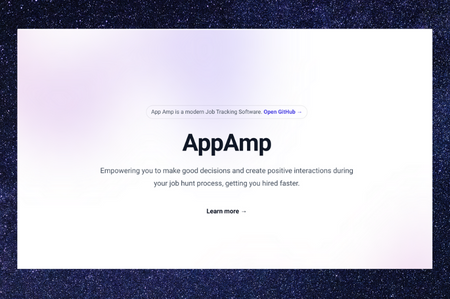 App Amp is a modern Job Tracking Software. Open GitHub →
AppAmp
Empowering you to make good decisions and create positive interactions during
your job hunt process, getting you hired faster.
Learn more →